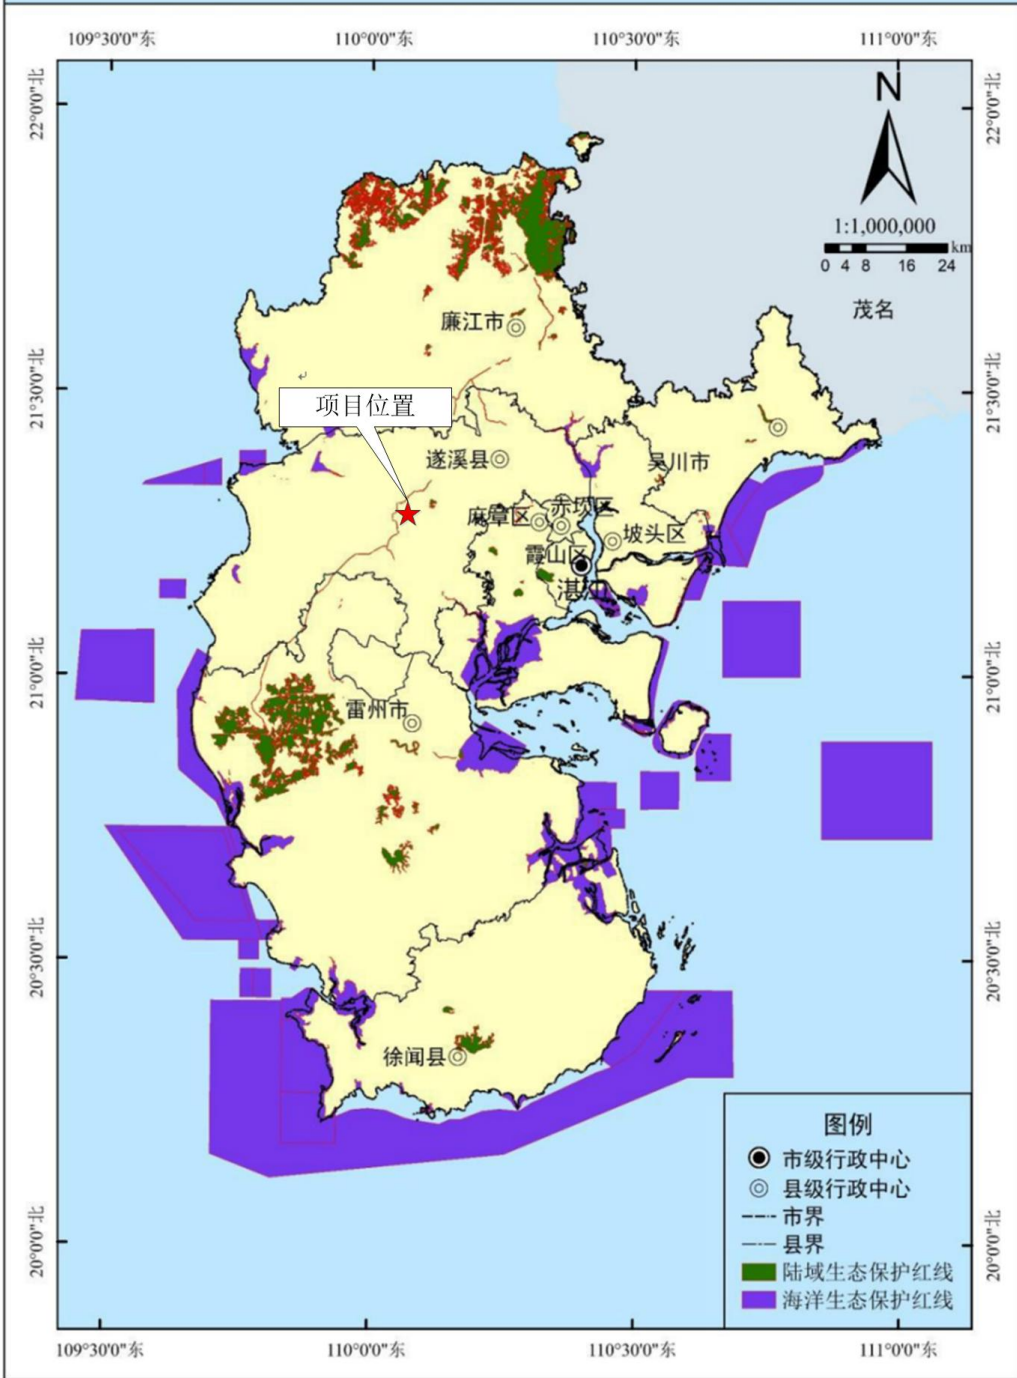 109°30'0"东 110°0'0"东 110°30'0"东 111°0'0"东
22°0'0"北
22°0'0"北
N
1:1,000,000
km
0 4 8 16 24
茂名
廉江市
21°30'0"北
21°30'0"北
项目位置
遂溪县
吴川市
赤坎区
麻章区
坡头区
霞山区
湛江
21°0'0"北
21°0'0"北
雷州市
20°30'0"北
20°30'0"北
徐闻县
图例
市级行政中心
县级行政中心
市界
县界
陆域生态保护红线
海洋生态保护红线
20°0'0"北
20°0'0"北
109°30'0"东 110°0'0"东 110°30'0"东 111°0'0"东